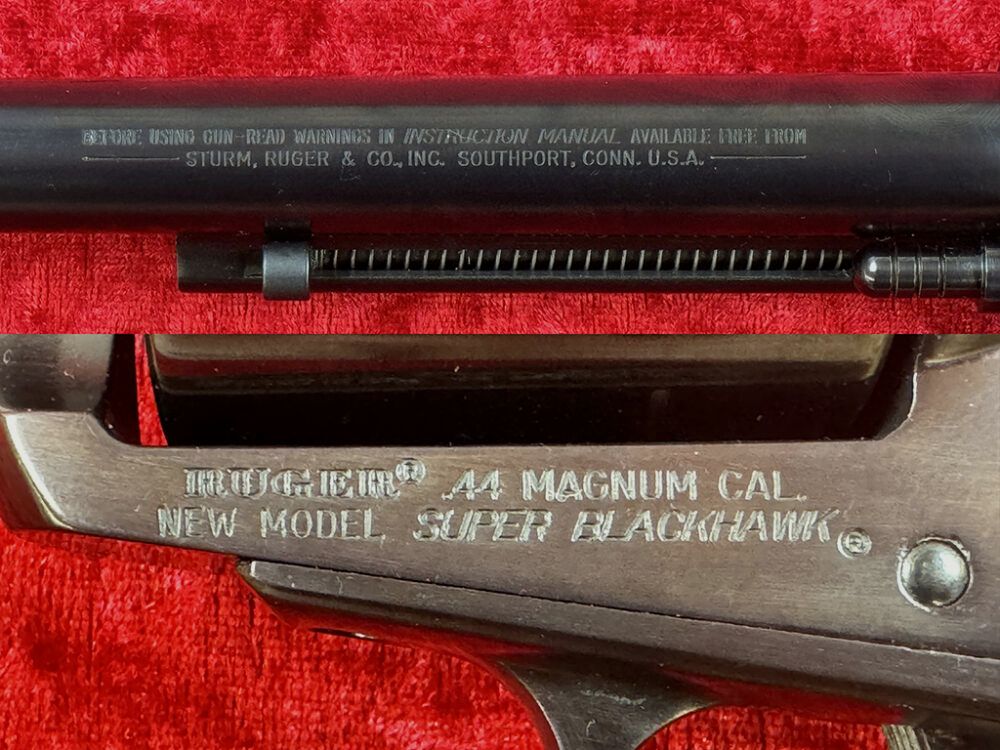 BEFORE USING GUN-READ WARNINGS IN INSTRUCTION MANUAL AVAILABLE FREE FROM
STURM, RUGER & CO., INC. SOUTHPORT, CONN. U.S.A.
RUGER® .44 MAGNUM CAL.
NEW MODEL SUPER BLACKHAWK®